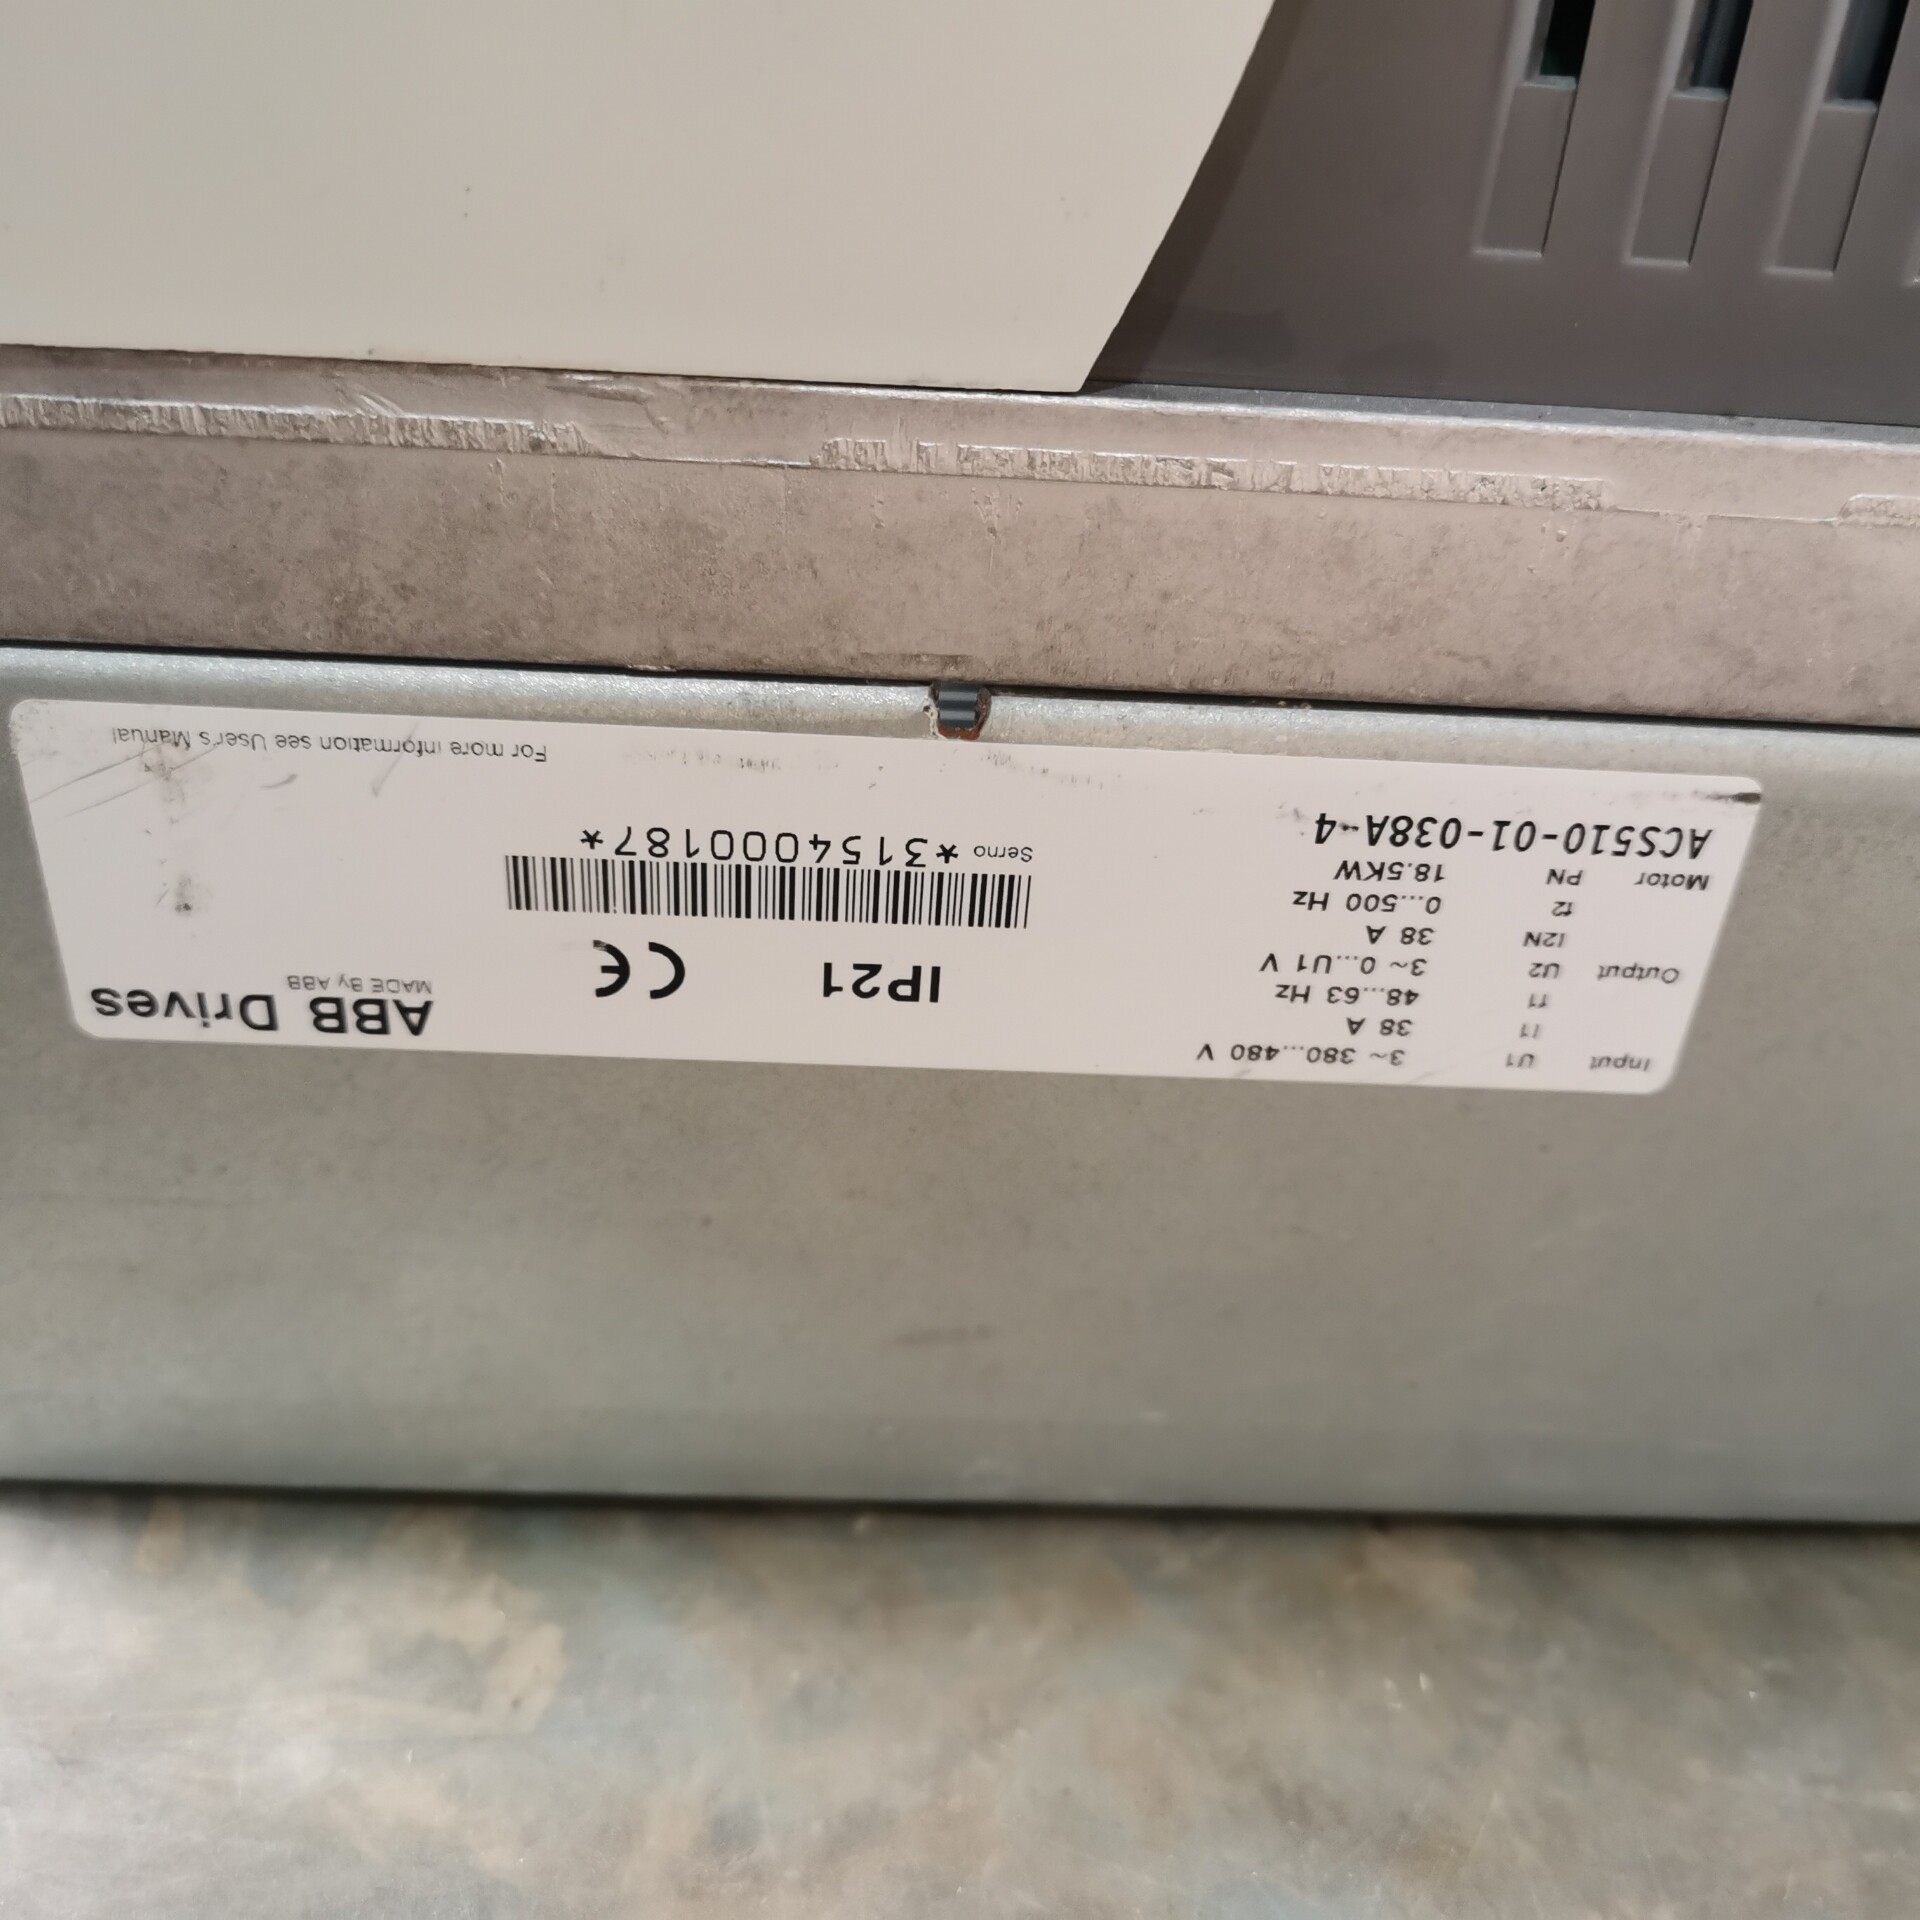 Input U1 3~ 380...480 V
I1 38 A
f1 48...63 Hz
Output U2 3~ 0...U1 V
I2N 38 A
f2 0...500 Hz
Motor PN 18.5KW
ACS510-01-038A-4
IP21 CE
Serno *3154000187*
ABB Drives
MADE By ABB
For more information see User's Manual